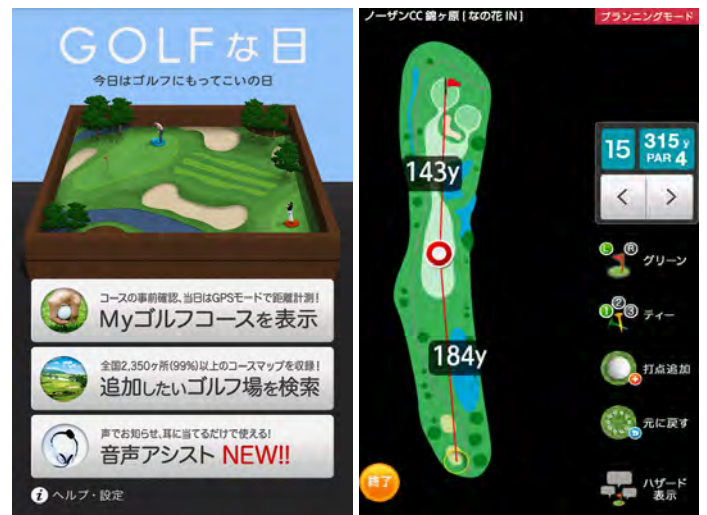 GOLFな日
今日はゴルフにもってこいの日
コースの事前確認、当日はGPSモードで距離計測!
Myゴルフコースを表示
全国2,350ヶ所(99%)以上のコースマップを収録!
追加したいゴルフ場を検索
声でお知らせ、耳に当てるだけで使える!
音声アシスト NEW!!
i ヘルプ・設定
ノーザンCC 錦ヶ原 [ なの花 IN ]
プランニングモード
15
315y
PAR 4
143y
< >
L R
グリーン
1 2 3
ティー
184y
打点追加
元に戻す
終了
ハザード
表示